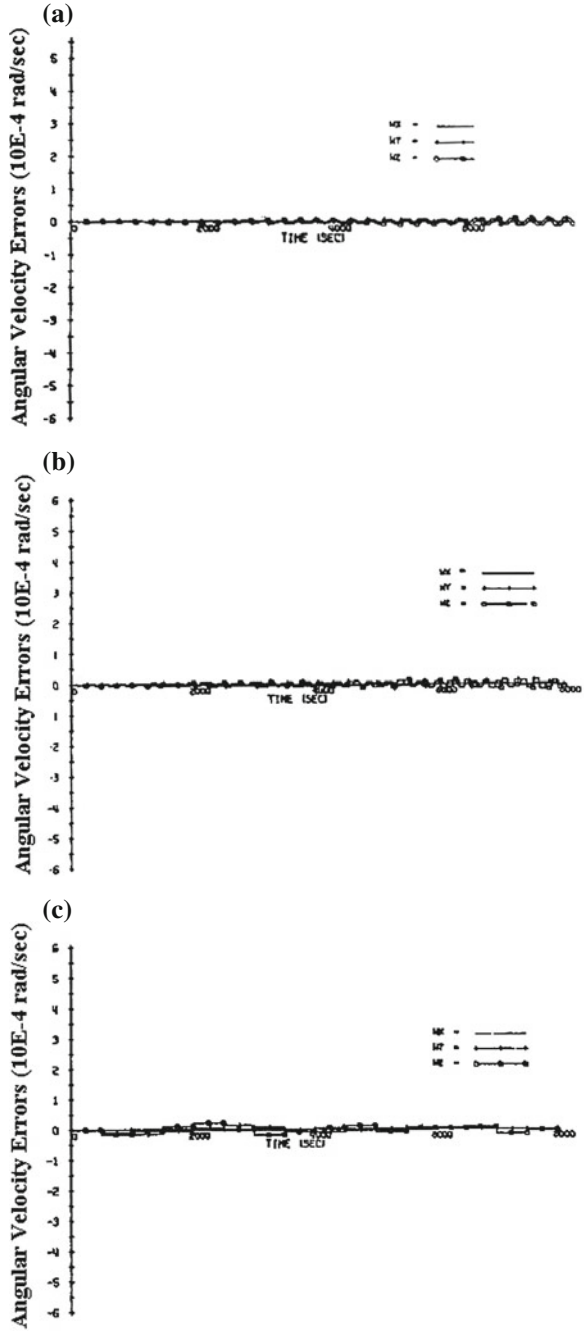 (a)
Angular Velocity Errors (10E-4 rad/sec)
5
4
3
2
1
0
-1
-2
-3
-4
-5
-6
WX =
WY =
WZ =
0 2000 4000 6000
TIME (SEC)
(b)
Angular Velocity Errors (10E-4 rad/sec)
6
5
4
3
2
1
0
-1
-2
-3
-4
-5
-6
WX =
WY =
WZ =
0 2000 4000 6000 8000
TIME (SEC)
(c)
Angular Velocity Errors (10E-4 rad/sec)
6
5
4
3
2
1
0
-1
-2
-3
-4
-5
-6
WX =
WY =
WZ =
0 2000 4000 6000 8000
TIME (SEC)